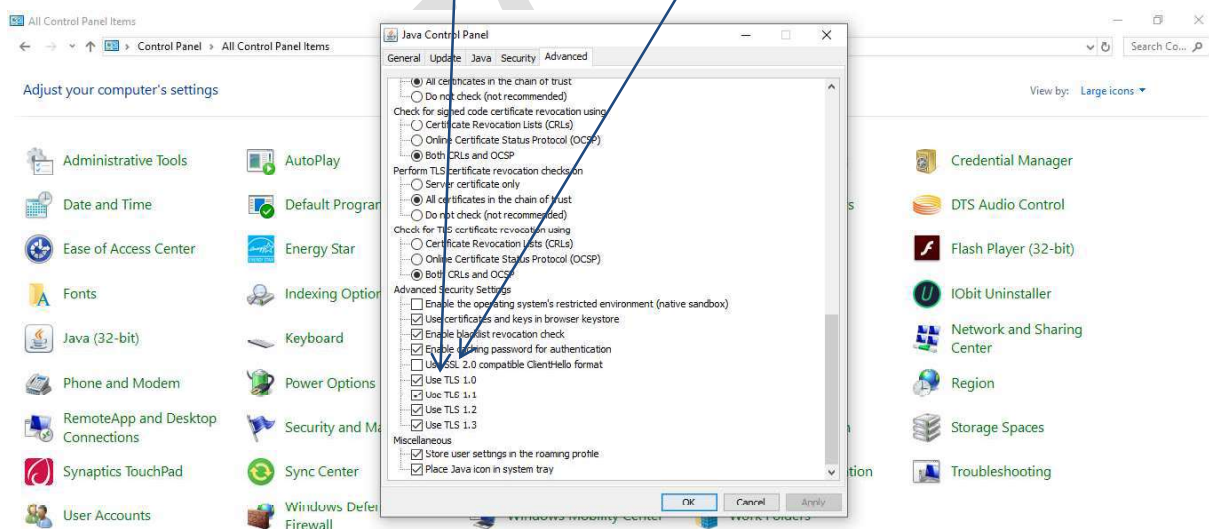 All Control Panel Items
Control Panel > All Control Panel Items
Search Co...
Adjust your computer's settings
View by: Large icons
Administrative Tools
AutoPlay
Credential Manager
Date and Time
Default Progra
s
DTS Audio Control
Ease of Access Center
Energy Star
Flash Player (32-bit)
Fonts
Indexing Option
IObit Uninstaller
Java (32-bit)
Keyboard
Network and Sharing
Center
Phone and Modem
Power Options
Region
RemoteApp and Desktop
Connections
Security and Ma
Storage Spaces
Synaptics TouchPad
Sync Center
tion
Troubleshooting
User Accounts
Windows Defen
Firewall
Windows Mobility Center
Work Folders
Java Control Panel
General Update Java Security Advanced
All certificates in the chain of trust
Do not check (not recommended)
Check for signed code certificate revocation using
Certificate Revocation Lists (CRLs)
Online Certificate Status Protocol (OCSP)
Both CRLs and OCSP
Perform TLS certificate revocation checks on
Server certificate only
All certificates in the chain of trust
Do not check (not recommended)
Check for TLS certificate revocation using
Certificate Revocation Lists (CRLs)
Online Certificate Status Protocol (OCSP)
Both CRLs and OCSP
Advanced Security Settings
Enable the operating system's restricted environment (native sandbox)
Use certificates and keys in browser keystore
Enable blacklist revocation check
Enable caching password for authentication
Use SSL 2.0 compatible ClientHello format
Use TLS 1.0
Use TLS 1.1
Use TLS 1.2
Use TLS 1.3
Miscellaneous
Store user settings in the roaming profile
Place Java icon in system tray
OK Cancel Apply